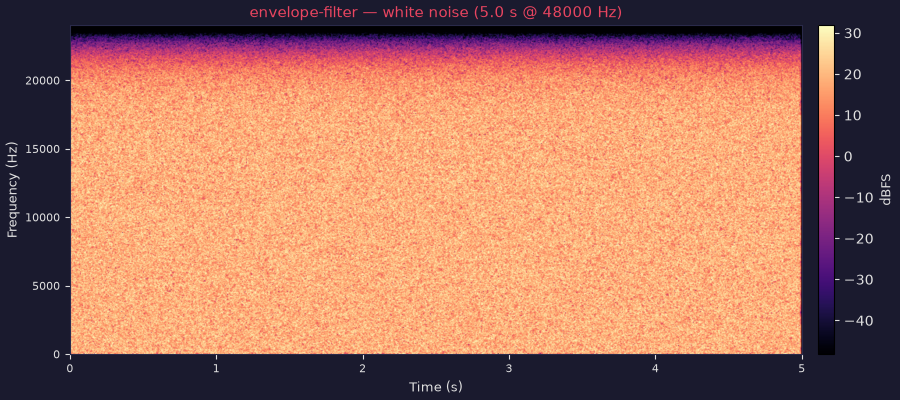 envelope-filter — white noise (5.0 s @ 48000 Hz)
Frequency (Hz)
20000
15000
10000
5000
0
0 1 2 3 4 5
Time (s)
30
20
10
0
−10
−20
−30
−40
dBFS